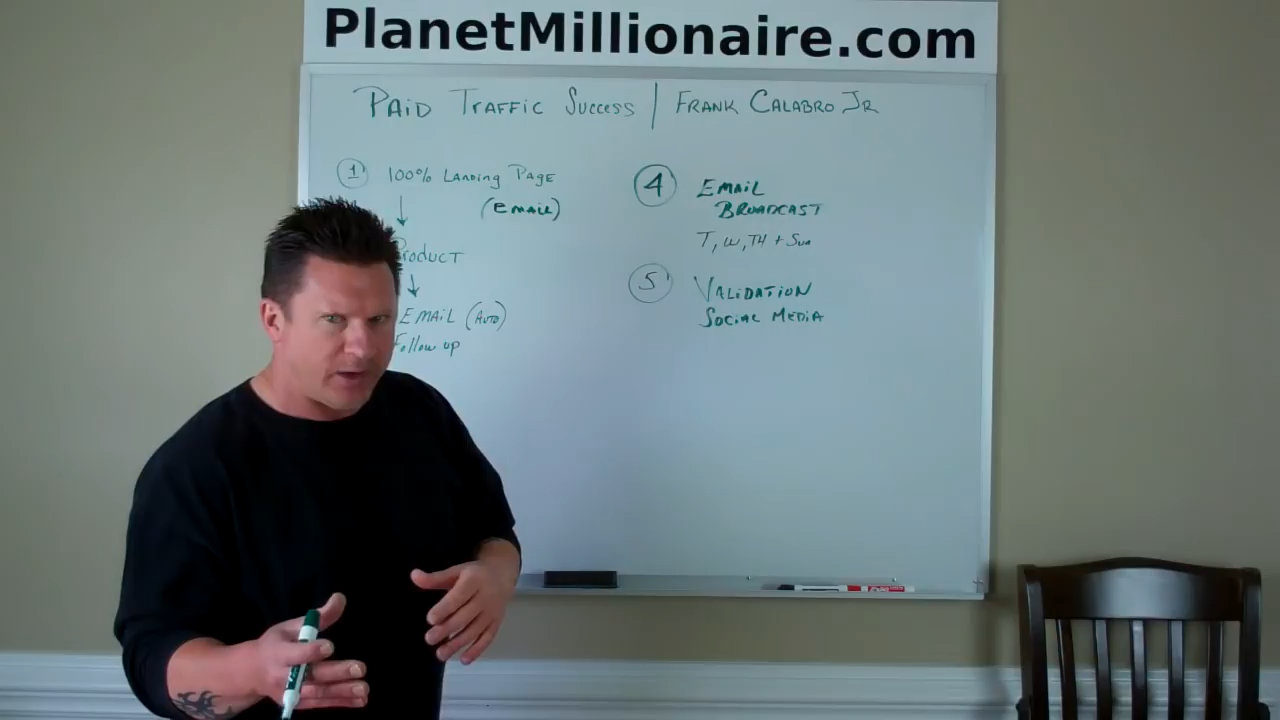 PlanetMillionaire.com
PAID TRAFFIC SUCCESS | FRANK CALABRO JR
1 100% LANDING PAGE
(EMAIL)
PRODUCT
EMAIL (AUTO)
Follow up
4 EMAIL
BROADCAST
T, W, TH + SUN
5 VALIDATION
SOCIAL MEDIA